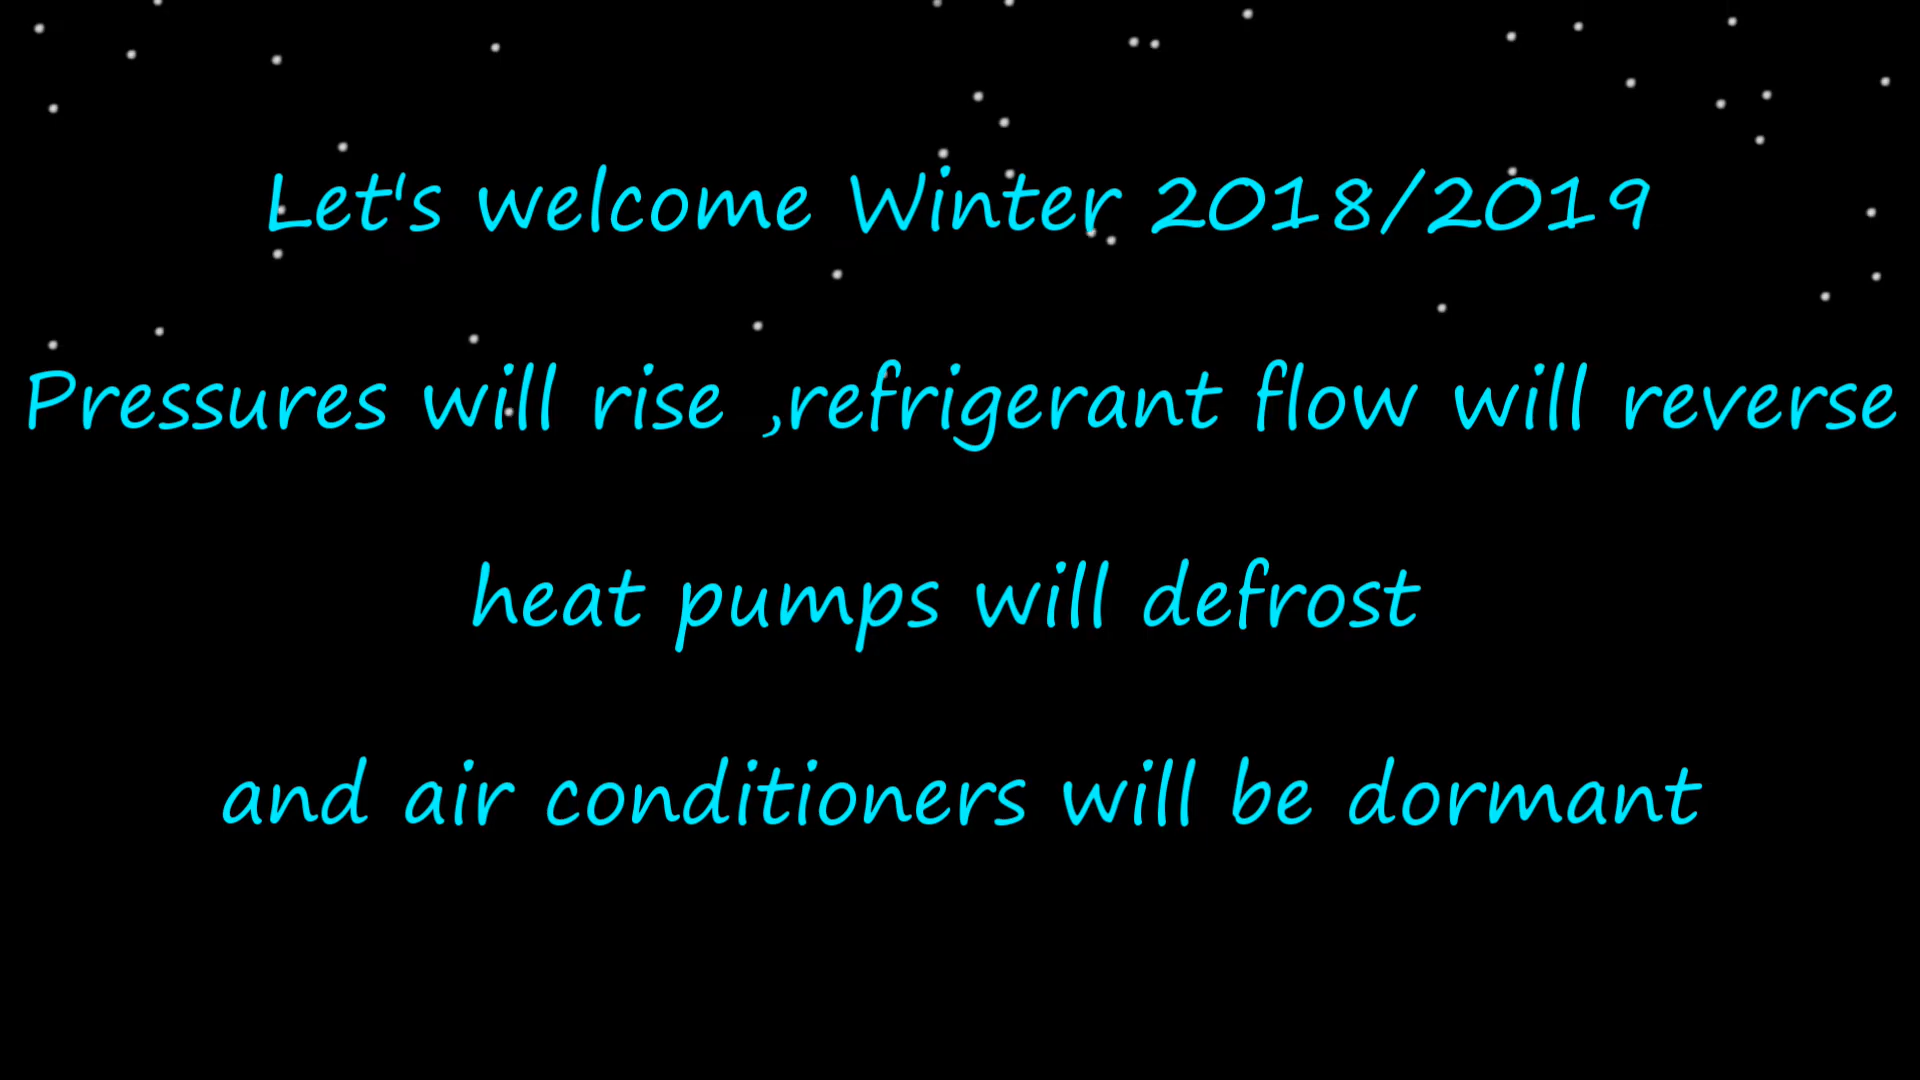 Let's welcome Winter 2018/2019
Pressures will rise ,refrigerant flow will reverse
heat pumps will defrost
and air conditioners will be dormant